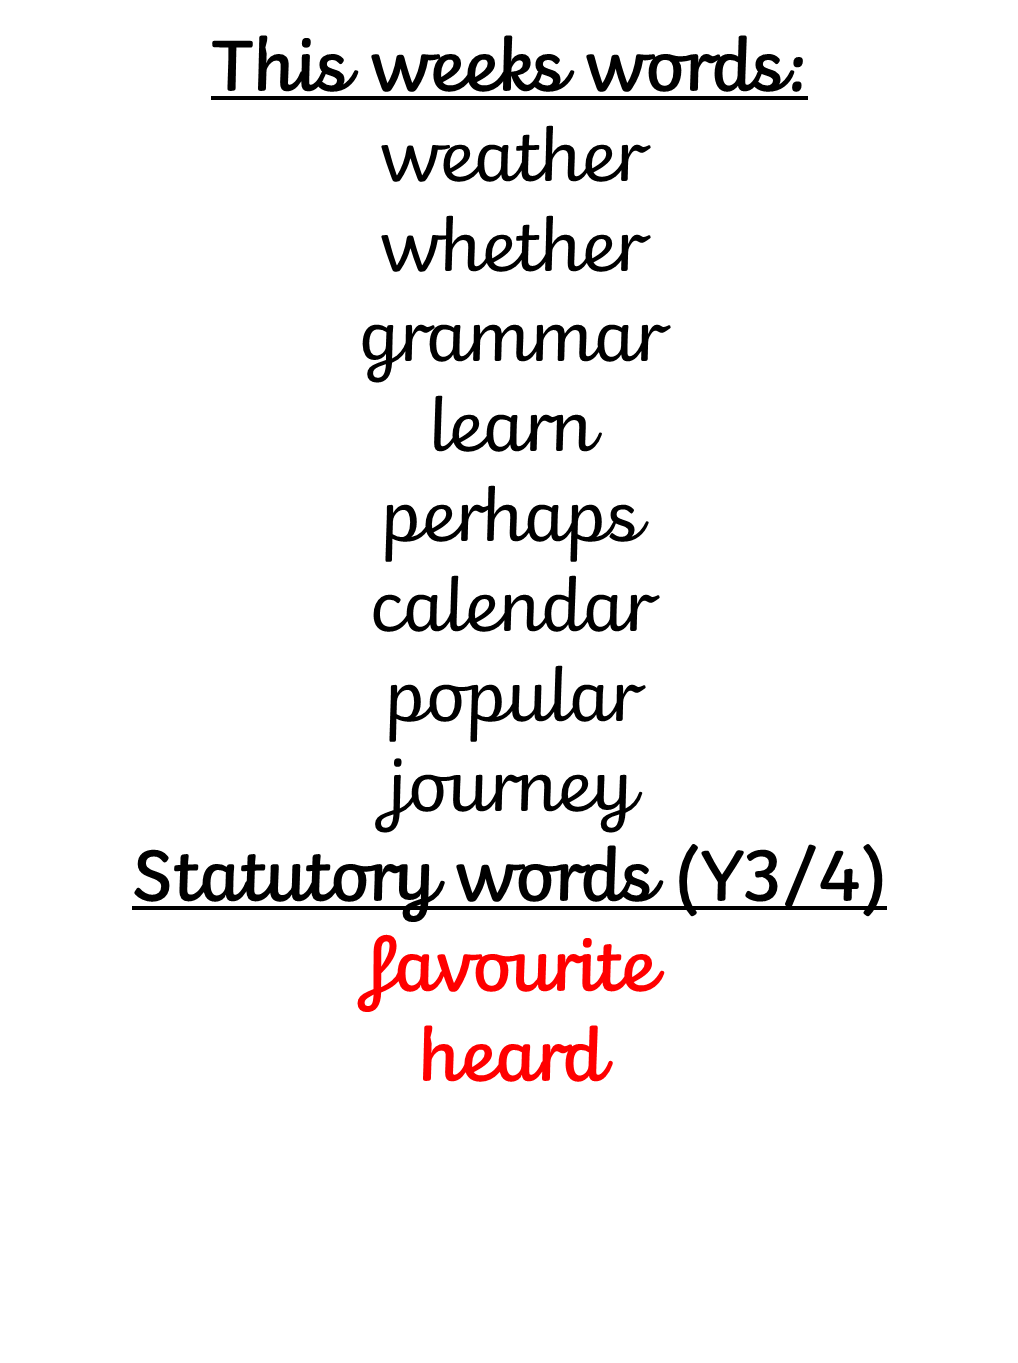 This weeks words:
weather
whether
grammar
learn
perhaps
calendar
popular
journey
Statutory words (Y3/4)
favourite
heard